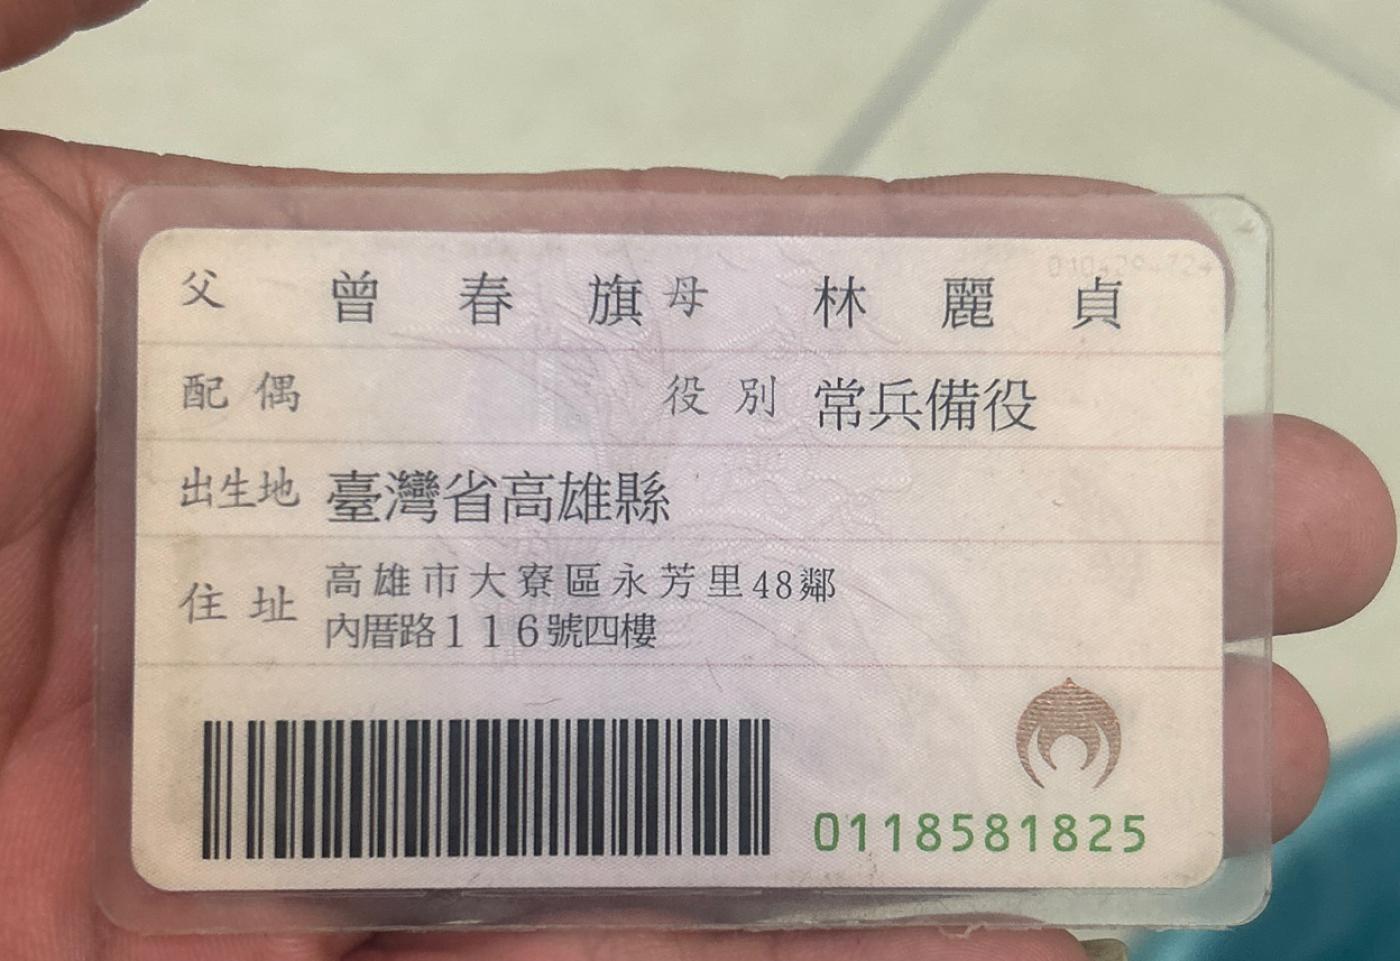 父 曾春旗 母 林麗貞
配偶 役別 常兵備役
出生地 臺灣省高雄縣
住址 高雄市大寮區永芳里48鄰
內厝路116號四樓
0118581825